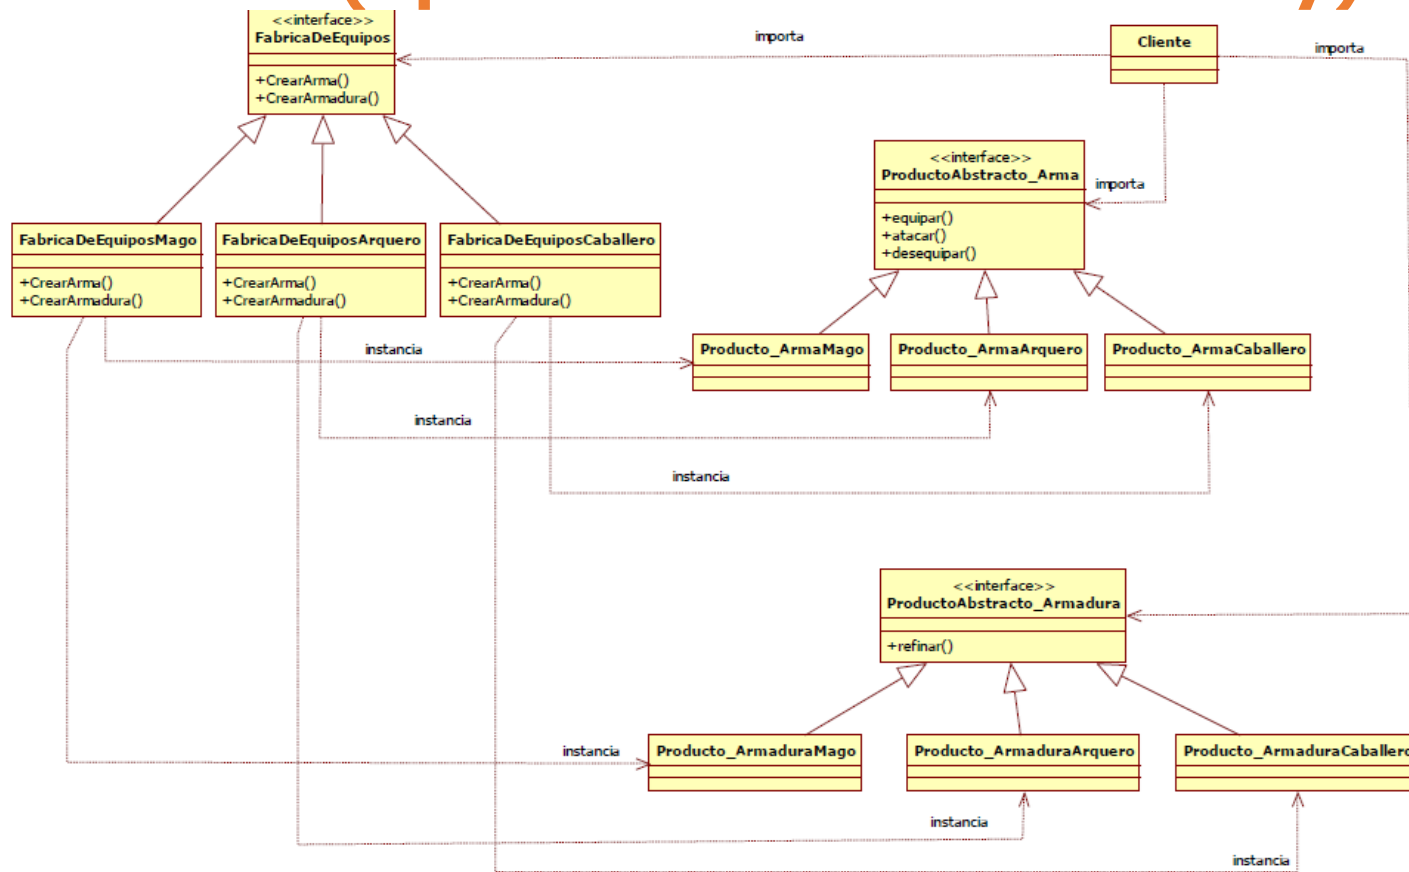 <<interface>>
FabricaDeEquipos
+CrearArma()
+CrearArmadura()
importa
Cliente
importa
<<interface>>
ProductoAbstracto_Arma
+equipar()
+atacar()
+desequipar()
importa
FabricaDeEquiposMago
+CrearArma()
+CrearArmadura()
FabricaDeEquiposArquero
+CrearArma()
+CrearArmadura()
FabricaDeEquiposCaballero
+CrearArma()
+CrearArmadura()
instancia
Producto_ArmaMago
Producto_ArmaArquero
Producto_ArmaCaballero
instancia
instancia
<<interface>>
ProductoAbstracto_Armadura
+refinar()
instancia
Producto_ArmaduraMago
Producto_ArmaduraArquero
Producto_ArmaduraCaballero
instancia
instancia